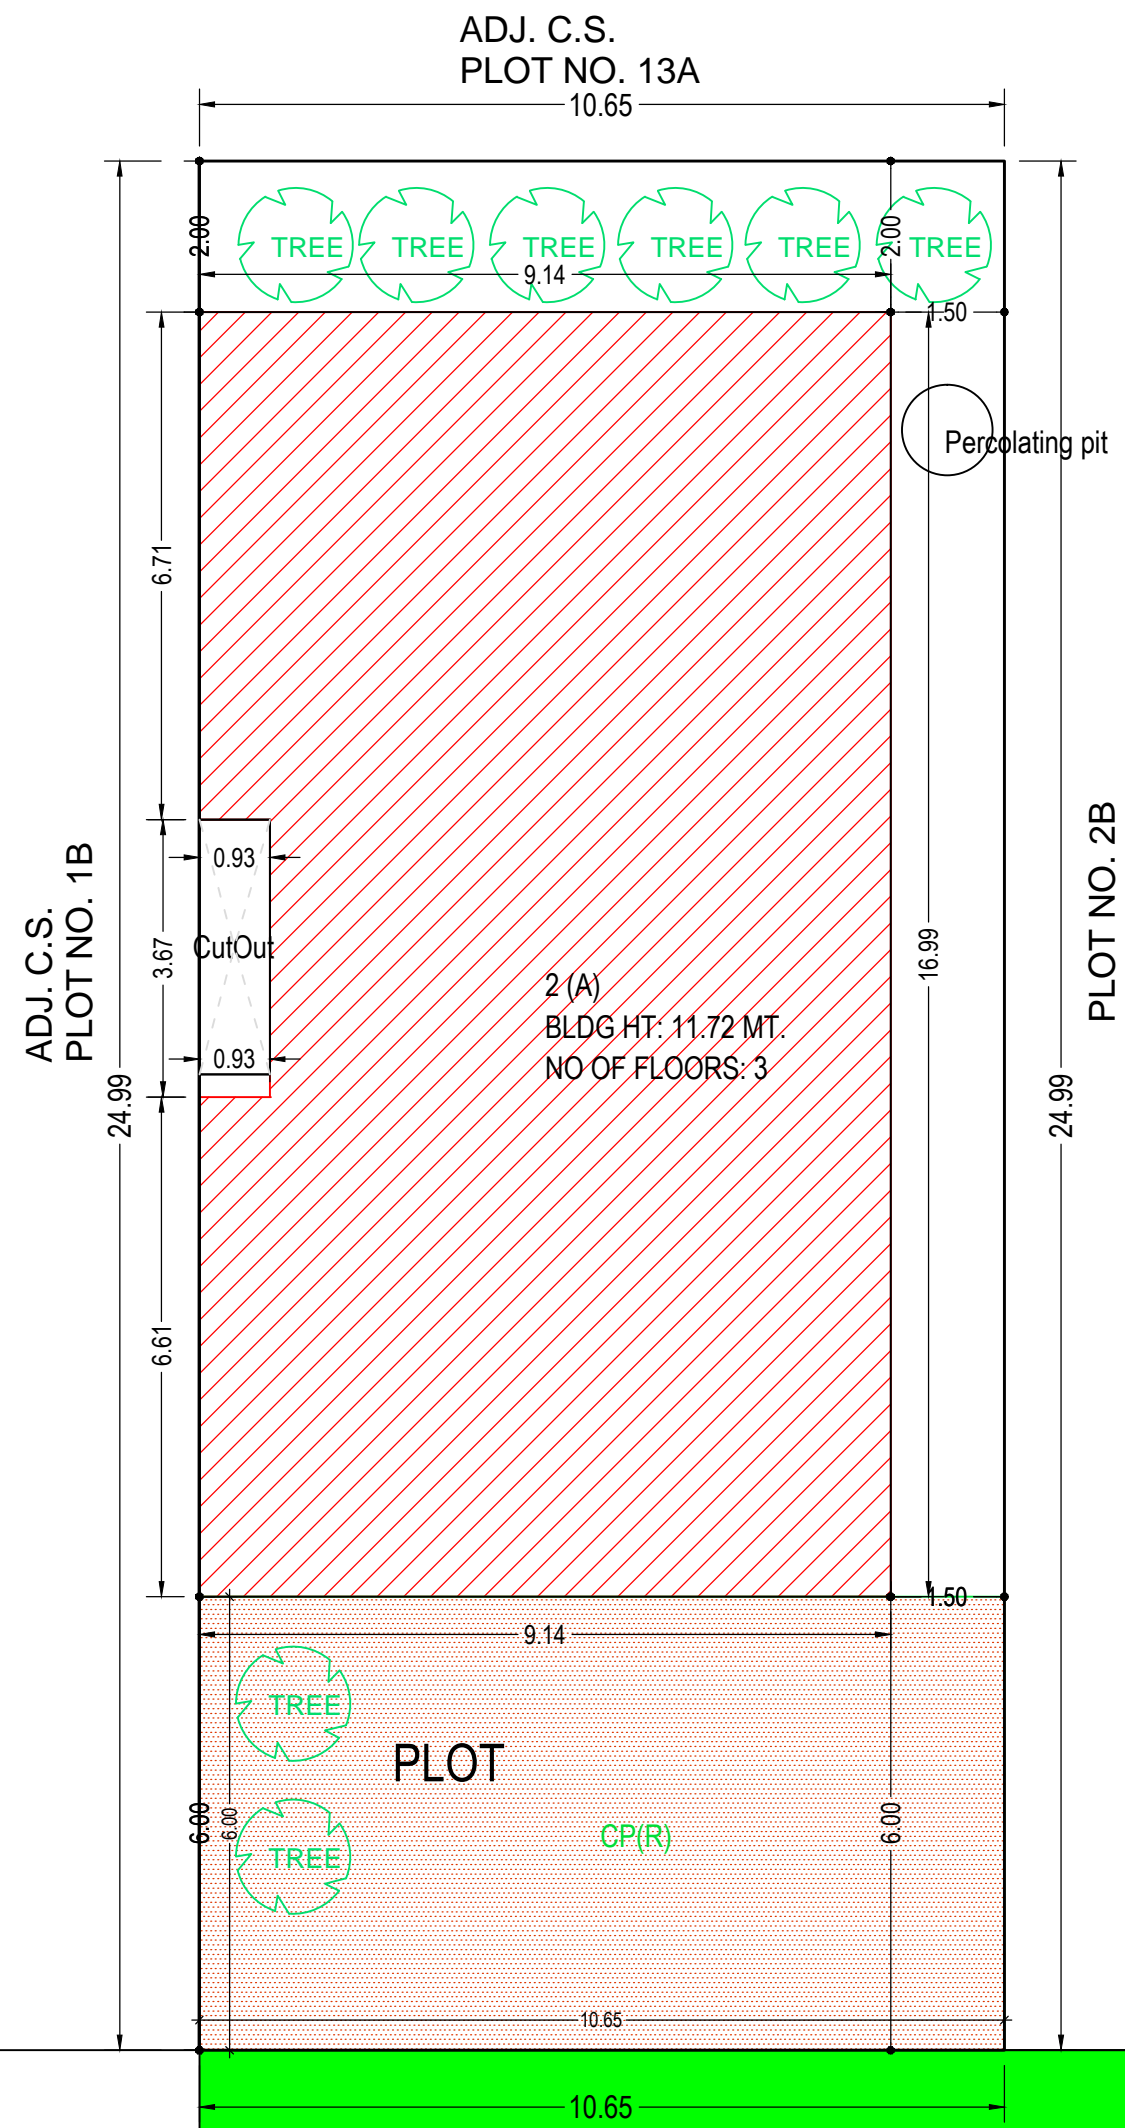 ADJ. C.S.
PLOT NO. 13A
10.65
2.00
TREE
TREE
TREE
TREE
TREE
2.00
TREE
9.14
1.50
Percolating pit
6.71
0.93
CutOut
3.67
0.93
ADJ. C.S.
PLOT NO. 1B
24.99
16.99
2 (A)
BLDG HT: 11.72 MT.
NO OF FLOORS: 3
PLOT NO. 2B
24.99
6.61
1.50
9.14
TREE
PLOT
6.00
6.00
TREE
CP(R)
6.00
10.65
10.65